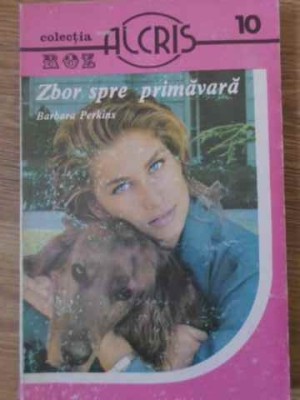 colecția
ALCRIS
10
ROZ
Zbor spre primăvară
Barbara Perkins